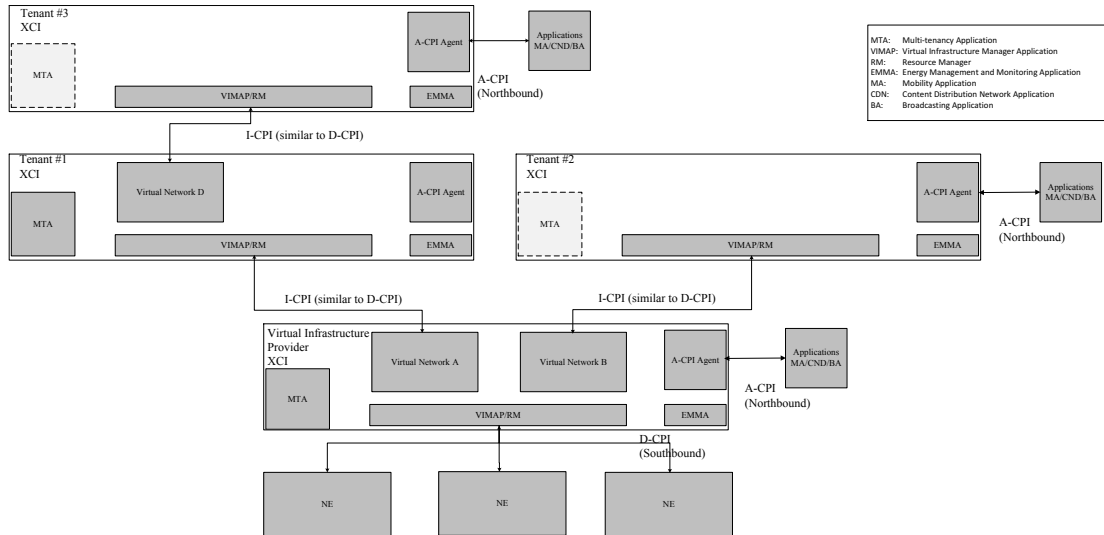 Tenant #3
XCI
MTA
A-CPI Agent
Applications
MA/CND/BA
A-CPI
(Northbound)
VIMAP/RM
EMMA
MTA: Multi-tenancy Application
VIMAP: Virtual Infrastructure Manager Application
RM: Resource Manager
EMMA: Energy Management and Monitoring Application
MA: Mobility Application
CDN: Content Distribution Network Application
BA: Broadcasting Application
I-CPI (similar to D-CPI)
Tenant #1
XCI
MTA
Virtual Network D
A-CPI Agent
VIMAP/RM
EMMA
Tenant #2
XCI
MTA
A-CPI Agent
Applications
MA/CND/BA
A-CPI
(Northbound)
VIMAP/RM
EMMA
I-CPI (similar to D-CPI)
I-CPI (similar to D-CPI)
Virtual Infrastructure
Provider
XCI
MTA
Virtual Network A
Virtual Network B
A-CPI Agent
Applications
MA/CND/BA
A-CPI
(Northbound)
VIMAP/RM
EMMA
D-CPI
(Southbound)
NE
NE
NE